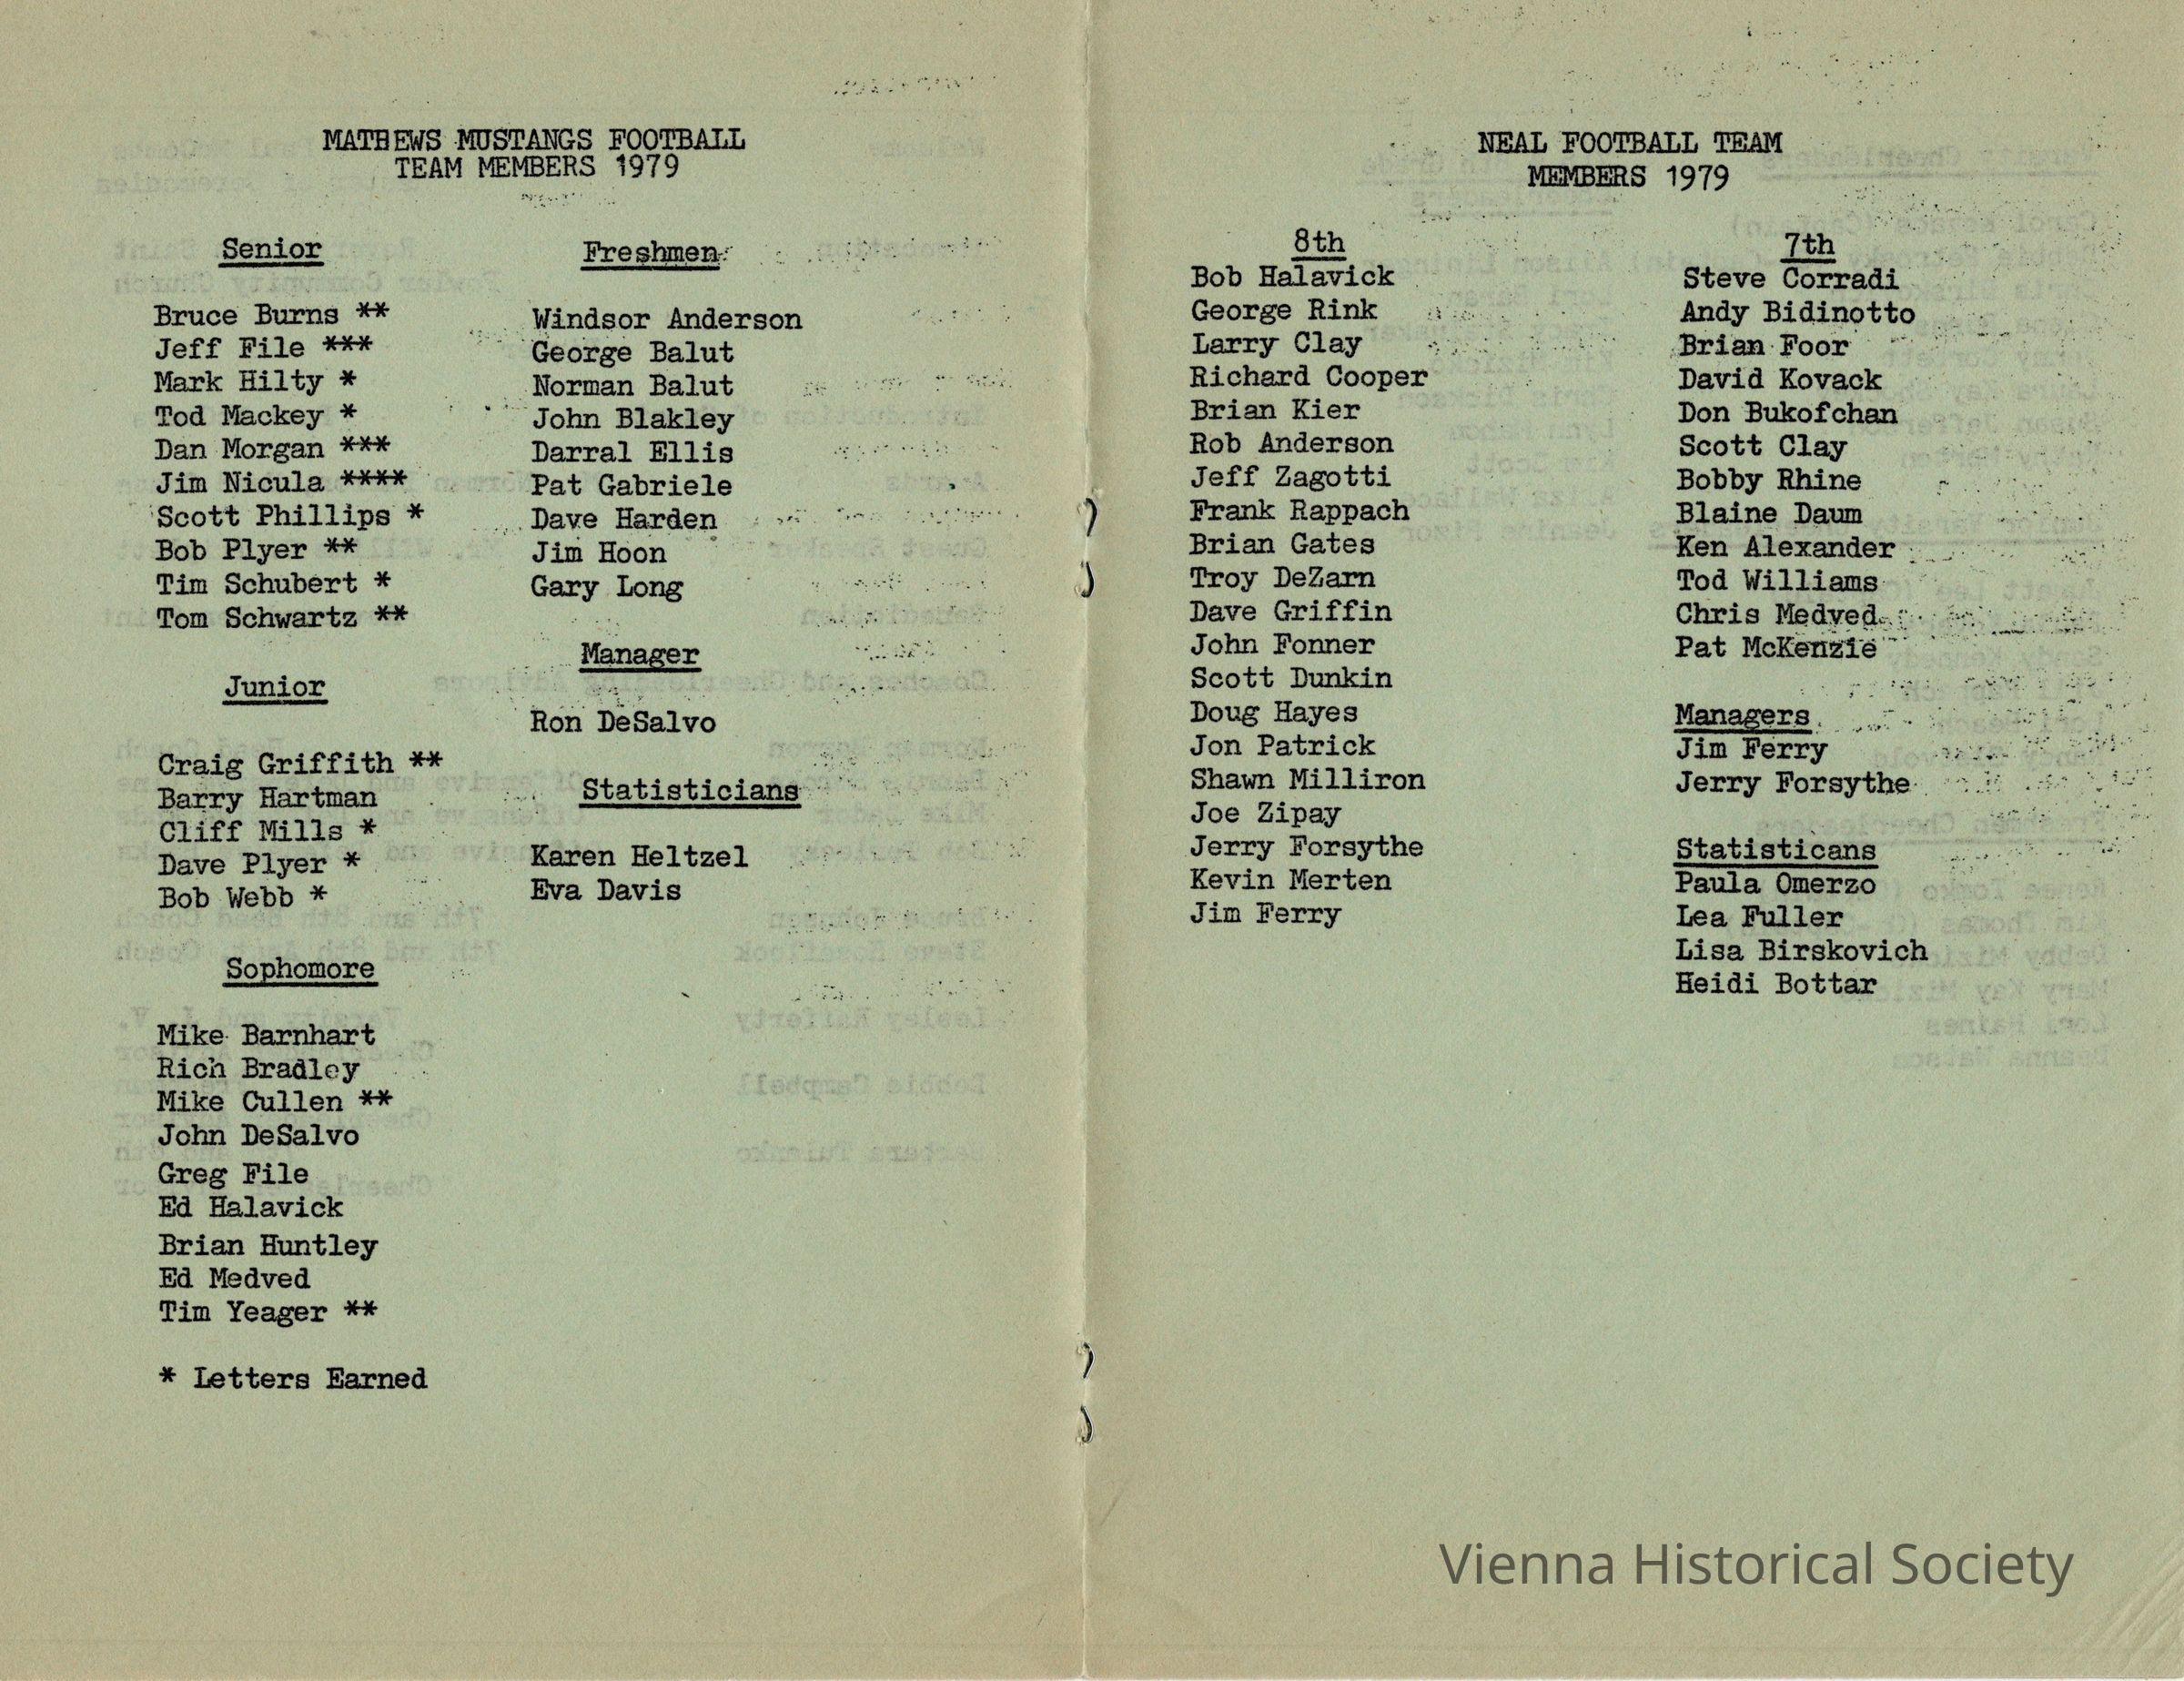 MATHEWS MUSTANGS FOOTBALL
TEAM MEMBERS 1979
Senior
Bruce Burns **
Jeff File ***
Mark Hilty *
Tod Mackey *
Dan Morgan ***
Jim Nicula ****
Scott Phillips *
Bob Plyer **
Tim Schubert *
Tom Schwartz **
Junior
Craig Griffith **
Barry Hartman
Cliff Mills *
Dave Plyer *
Bob Webb *
Sophomore
Mike Barnhart
Rich Bradley
Mike Cullen **
John DeSalvo
Greg File
Ed Halavick
Brian Huntley
Ed Medved
Tim Yeager **
* Letters Earned
Freshmen
Windsor Anderson
George Balut
Norman Balut
John Blakley
Darral Ellis
Pat Gabriele
Dave Harden
Jim Hoon
Gary Long
Manager
Ron DeSalvo
Statisticians
Karen Heltzel
Eva Davis
NEAL FOOTBALL TEAM
MEMBERS 1979
8th
Bob Halavick
George Rink
Larry Clay
Richard Cooper
Brian Kier
Rob Anderson
Jeff Zagotti
Frank Rappach
Brian Gates
Troy DeZarn
Dave Griffin
John Fonner
Scott Dunkin
Doug Hayes
Jon Patrick
Shawn Milliron
Joe Zipay
Jerry Forsythe
Kevin Merten
Jim Ferry
7th
Steve Corradi
Andy Bidinotto
Brian Foor
David Kovack
Don Bukofchan
Scott Clay
Bobby Rhine
Blaine Daum
Ken Alexander
Tod Williams
Chris Medved
Pat McKenzie
Managers
Jim Ferry
Jerry Forsythe
Statisticans
Paula Omerzo
Lea Fuller
Lisa Birskovich
Heidi Bottar
Vienna Historical Society